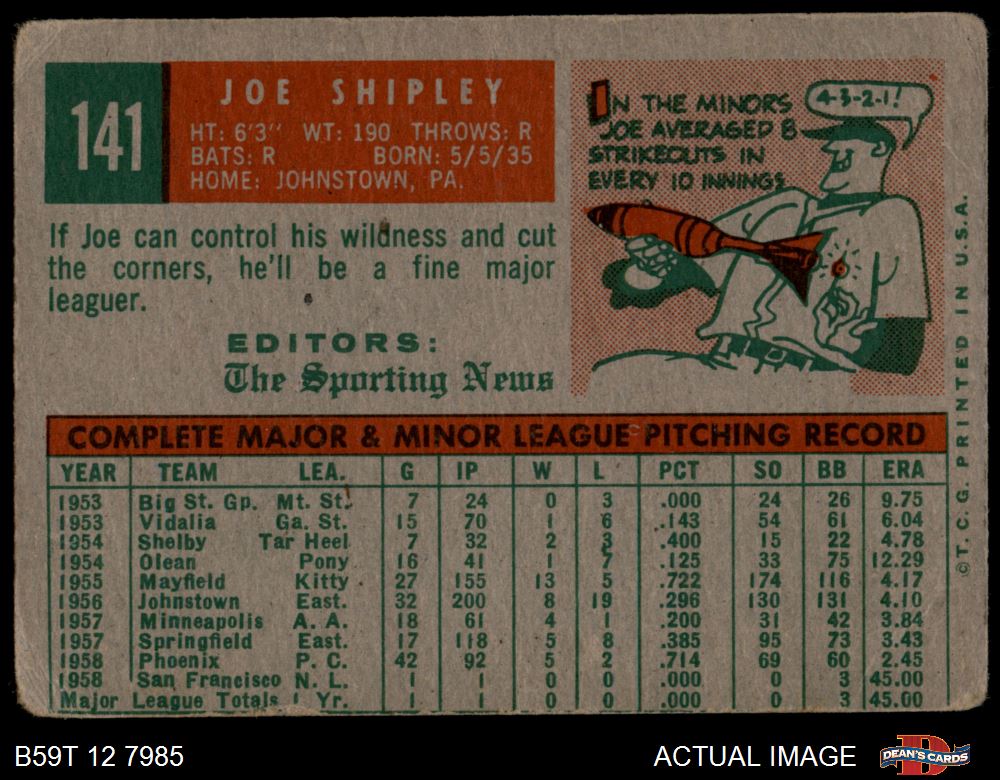 141
JOE SHIPLEY
HT: 6'3" WT: 190 THROWS: R
BATS: R BORN: 5/5/35
HOME: JOHNSTOWN, PA.
IN THE MINORS
JOE AVERAGED 8
STRIKEOUTS IN
EVERY 10 INNINGS
4-3-2-1!
If Joe can control his wildness and cut
the corners, he'll be a fine major
leaguer.
EDITORS:
The Sporting News
COMPLETE MAJOR & MINOR LEAGUE PITCHING RECORD
YEAR TEAM LEA. G IP W L PCT SO BB ERA
1953 Big St. Gp. Mt. St. 7 24 0 3 .000 24 26 9.75
1953 Vidalia Ga. St. 15 70 1 6 .143 54 61 6.04
1954 Shelby Tar Heel 7 32 2 3 .400 15 22 4.78
1954 Olean Pony 16 41 1 7 .125 33 75 12.29
1955 Mayfield Kitty 27 155 13 5 .722 174 116 4.17
1956 Johnstown East. 32 200 8 19 .296 130 131 4.10
1957 Minneapolis A. A. 18 61 4 1 .200 31 42 3.84
1957 Springfield East. 17 118 5 8 .385 95 73 3.43
1958 Phoenix P. C. 42 92 5 2 .714 69 60 2.45
1958 San Francisco N. L. 1 1 0 0 .000 0 3 45.00
Major League Totals 1 Yr. 1 1 0 0 .000 0 3 45.00
©T.C.G. PRINTED IN U.S.A.
B59T 12 7985
ACTUAL IMAGE
DEAN'S CARDS